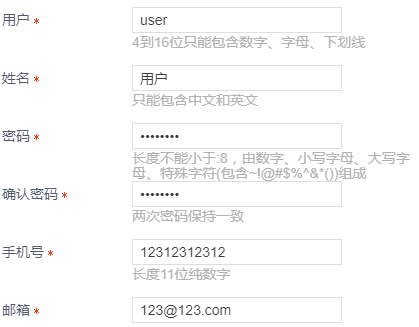 用户 * user
4到16位只能包含数字、字母、下划线
姓名 * 用户
只能包含中文和英文
密码 * ••••••••
长度不能小于:8，由数字、小写字母、大写字
母、特殊字符(包含~!@#$%^&*())组成
确认密码 * ••••••••
两次密码保持一致
手机号 * 12312312312
长度11位纯数字
邮箱 * 123@123.com